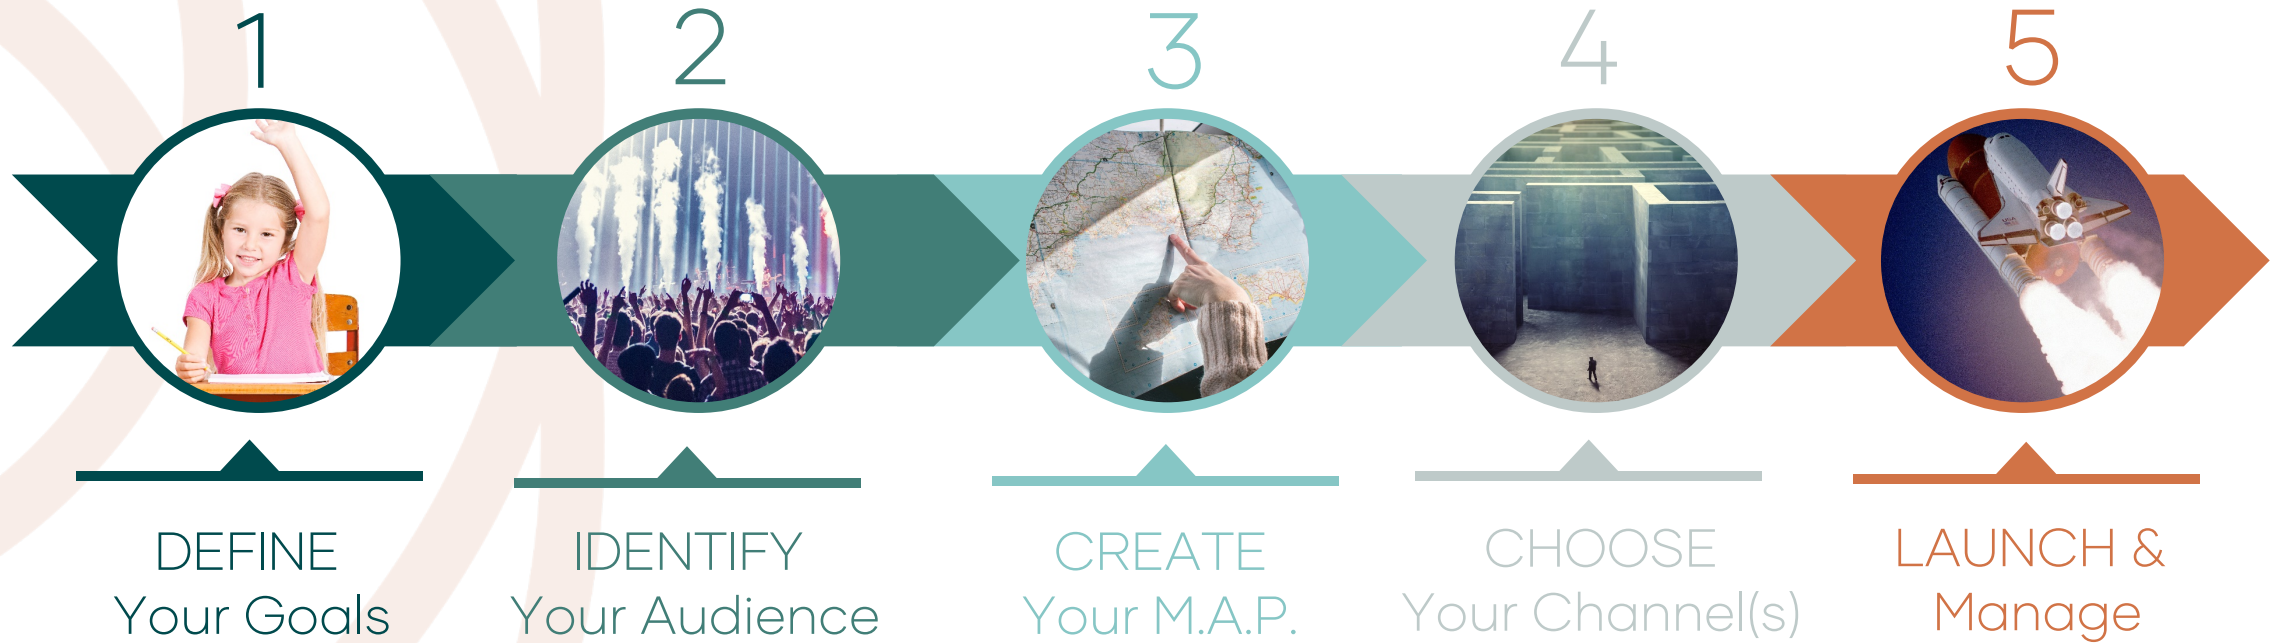 1
2
3
4
5
DEFINE
Your Goals
IDENTIFY
Your Audience
CREATE
Your M.A.P.
CHOOSE
Your Channel(s)
LAUNCH &
Manage